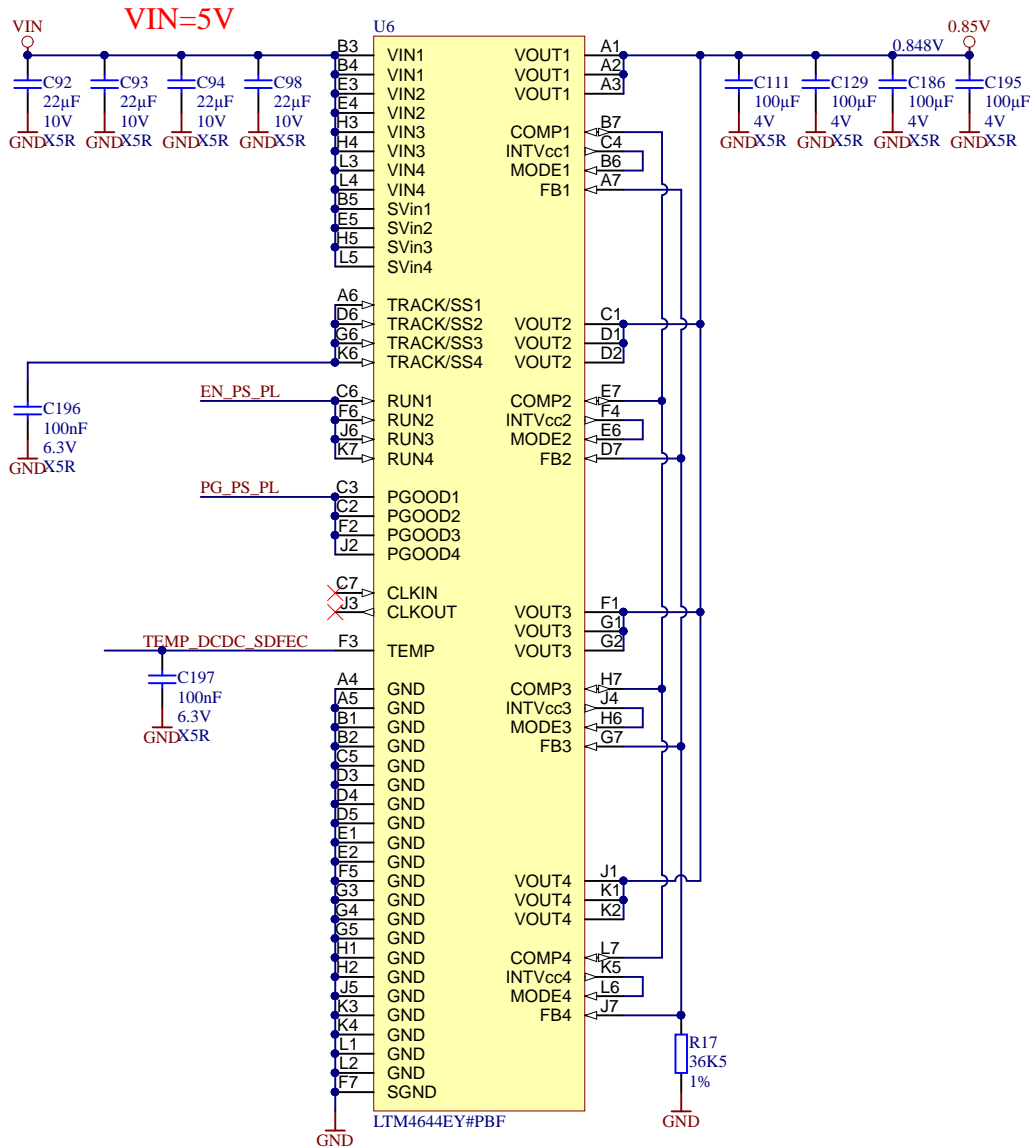 VIN=5V
VIN
C92
22µF
10V
X5R
GND
C93
22µF
10V
X5R
GND
C94
22µF
10V
X5R
GND
C98
22µF
10V
X5R
GND
U6
B3 VIN1
B4 VIN1
E3 VIN2
E4 VIN2
H3 VIN3
H4 VIN3
L3 VIN4
L4 VIN4
B5 SVin1
E5 SVin2
H5 SVin3
L5 SVin4
A6 TRACK/SS1
D6 TRACK/SS2
G6 TRACK/SS3
K6 TRACK/SS4
C196
100nF
6.3V
X5R
GND
EN_PS_PL
C6 RUN1
F6 RUN2
J6 RUN3
K7 RUN4
PG_PS_PL
C3 PGOOD1
C2 PGOOD2
F2 PGOOD3
J2 PGOOD4
C7 CLKIN
J3 CLKOUT
TEMP_DCDC_SDFEC
F3 TEMP
C197
100nF
6.3V
X5R
GND
A4 GND
A5 GND
B1 GND
B2 GND
C5 GND
D3 GND
D4 GND
D5 GND
E1 GND
E2 GND
F5 GND
G3 GND
G4 GND
G5 GND
H1 GND
H2 GND
J5 GND
K3 GND
K4 GND
L1 GND
L2 GND
F7 SGND
GND
LTM4644EY#PBF
VOUT1 A1
VOUT1 A2
VOUT1 A3
COMP1 B7
INTVcc1 C4
MODE1 B6
FB1 A7
VOUT2 C1
VOUT2 D1
VOUT2 D2
COMP2 E7
INTVcc2 F4
MODE2 E6
FB2 D7
VOUT3 F1
VOUT3 G1
VOUT3 G2
COMP3 H7
INTVcc3 J4
MODE3 H6
FB3 G7
VOUT4 J1
VOUT4 K1
VOUT4 K2
COMP4 L7
INTVcc4 K5
MODE4 L6
FB4 J7
R17
36K5
1%
GND
0.848V
0.85V
C111
100µF
4V
X5R
GND
C129
100µF
4V
X5R
GND
C186
100µF
4V
X5R
GND
C195
100µF
4V
X5R
GND